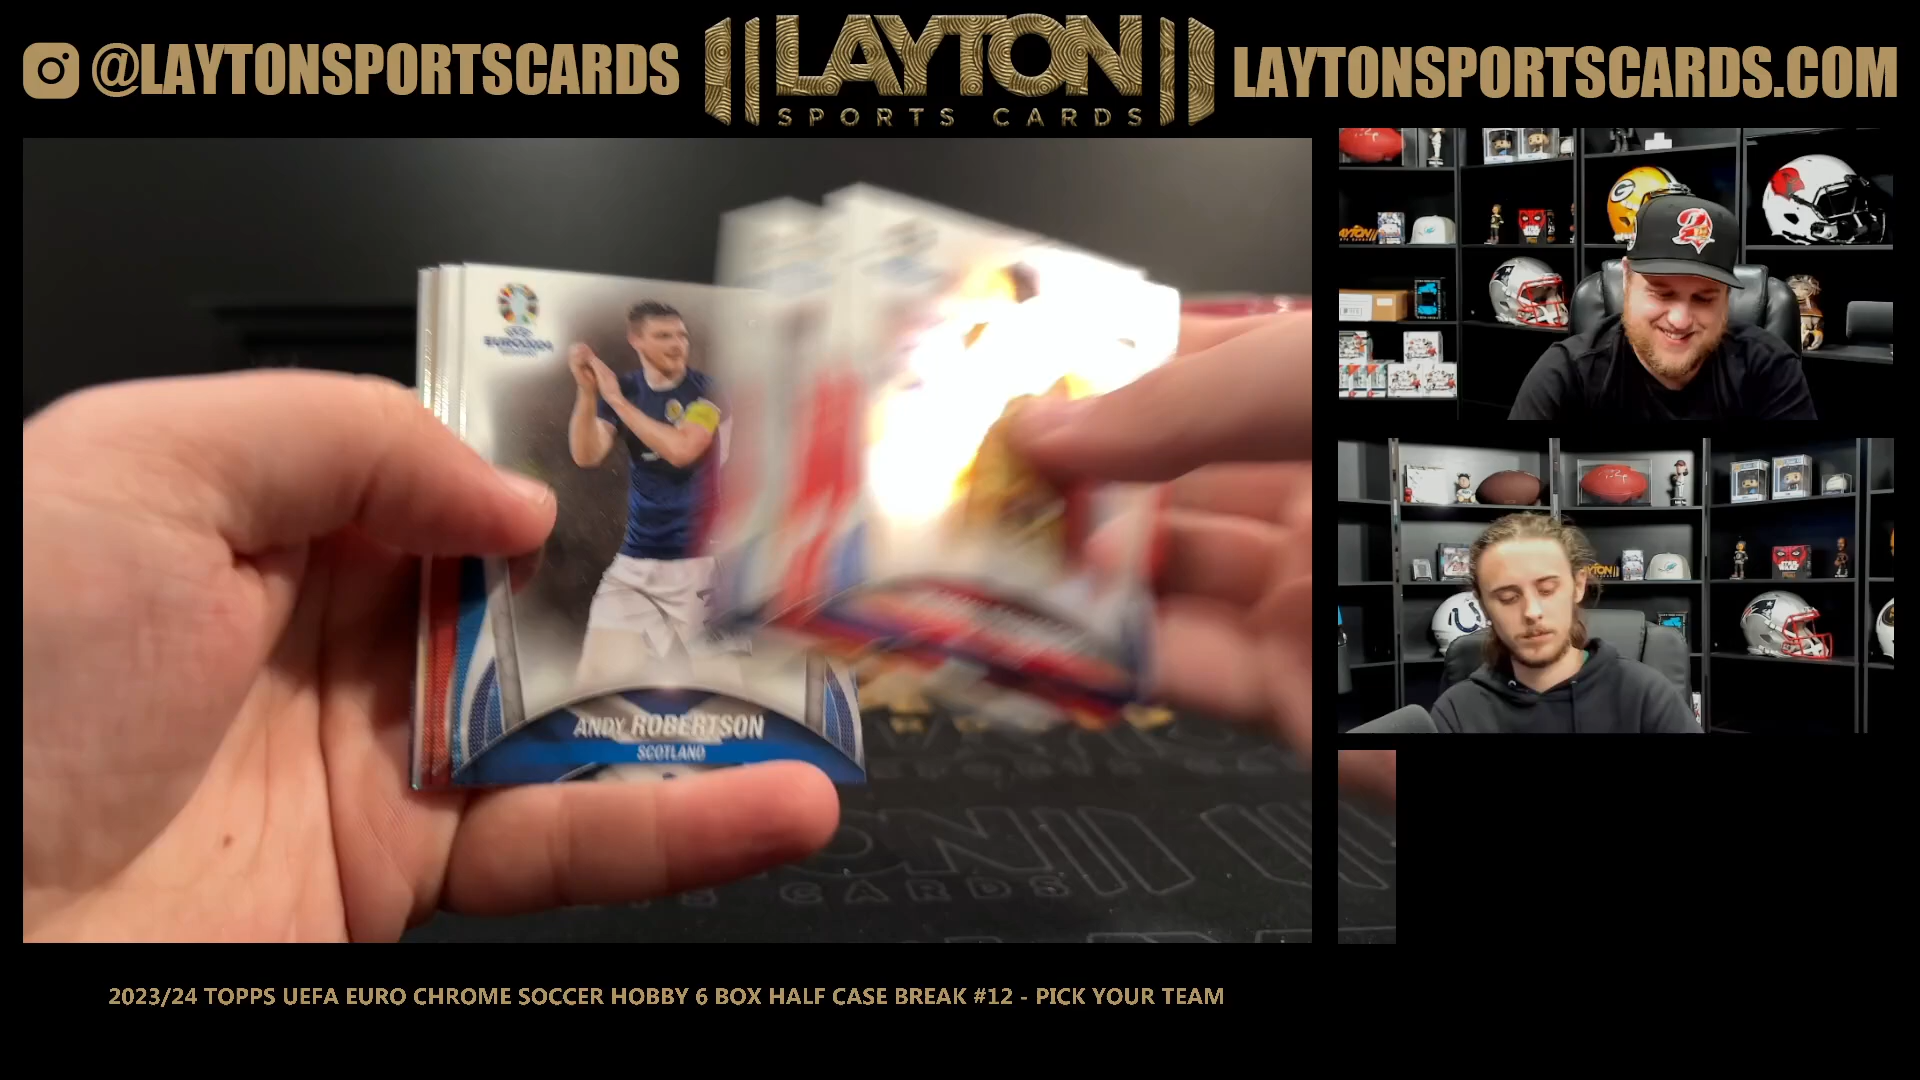 @LAYTONSPORTSCARDS
LAYTON
SPORTS CARDS
LAYTONSPORTSCARDS.COM
EURO2024
ANDY ROBERTSON
SCOTLAND
2023/24 TOPPS UEFA EURO CHROME SOCCER HOBBY 6 BOX HALF CASE BREAK #12 - PICK YOUR TEAM